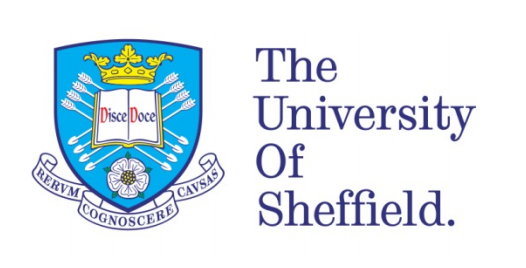 Disce Doce
RERVM COGNOSCERE CAVSAS
The
University
Of
Sheffield.